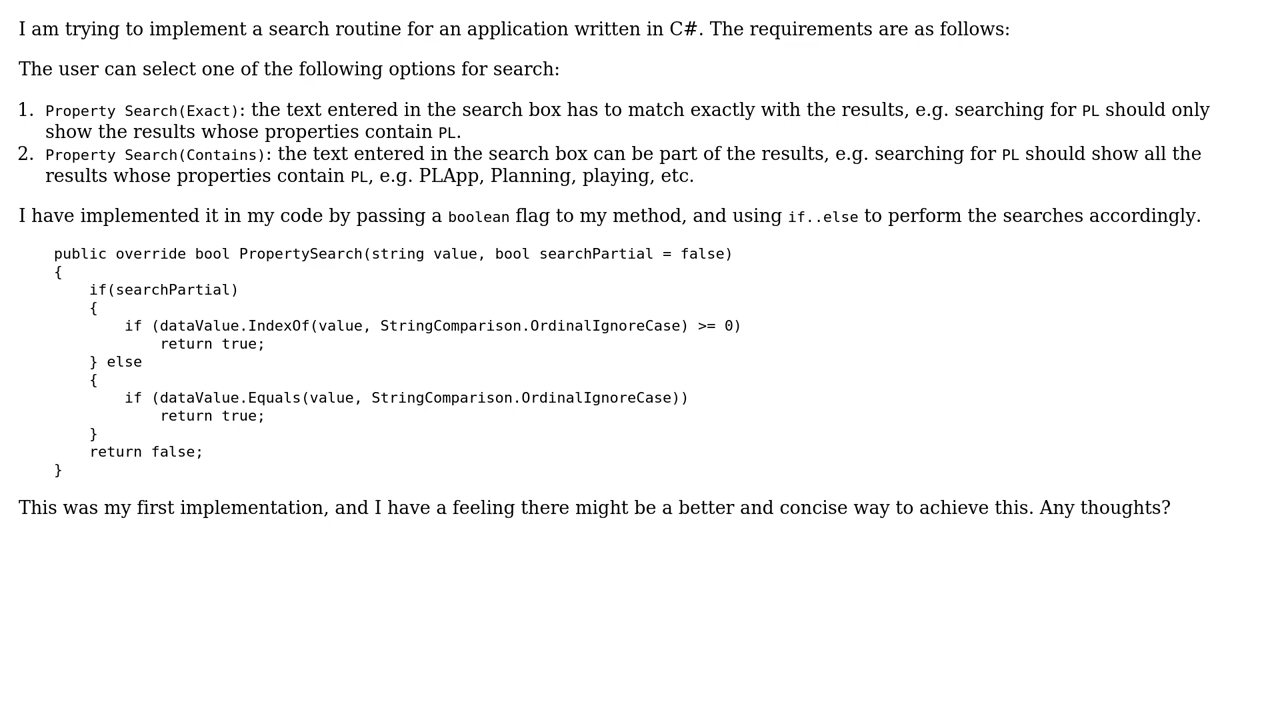 I am trying to implement a search routine for an application written in C#. The requirements are as follows:
The user can select one of the following options for search:
1. Property Search(Exact): the text entered in the search box has to match exactly with the results, e.g. searching for PL should only
show the results whose properties contain PL.
2. Property Search(Contains): the text entered in the search box can be part of the results, e.g. searching for PL should show all the
results whose properties contain PL, e.g. PLApp, Planning, playing, etc.
I have implemented it in my code by passing a boolean flag to my method, and using if..else to perform the searches accordingly.
public override bool PropertySearch(string value, bool searchPartial = false)
{
    if(searchPartial)
    {
        if (dataValue.IndexOf(value, StringComparison.OrdinalIgnoreCase) >= 0)
            return true;
    } else
    {
        if (dataValue.Equals(value, StringComparison.OrdinalIgnoreCase))
            return true;
    }
    return false;
}
This was my first implementation, and I have a feeling there might be a better and concise way to achieve this. Any thoughts?